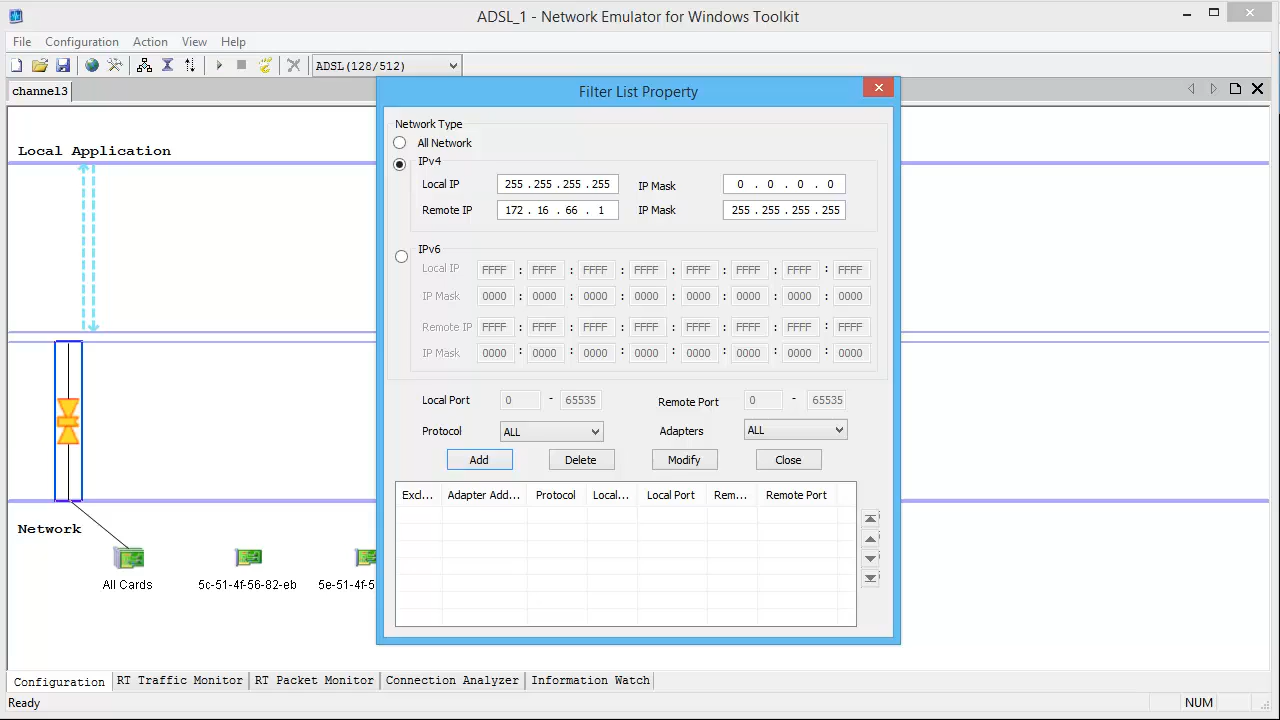 ADSL_1 - Network Emulator for Windows Toolkit
File Configuration Action View Help
ADSL(128/512)
channel3
Filter List Property
Network Type
All Network
Local Application
IPv4
Local IP 255 . 255 . 255 . 255 IP Mask 0 . 0 . 0 . 0
Remote IP 172 . 16 . 66 . 1 IP Mask 255 . 255 . 255 . 255
IPv6
Local IP FFFF : FFFF : FFFF : FFFF : FFFF : FFFF : FFFF : FFFF
IP Mask 0000 : 0000 : 0000 : 0000 : 0000 : 0000 : 0000 : 0000
Remote IP FFFF : FFFF : FFFF : FFFF : FFFF : FFFF : FFFF : FFFF
IP Mask 0000 : 0000 : 0000 : 0000 : 0000 : 0000 : 0000 : 0000
Local Port 0 - 65535 Remote Port 0 - 65535
Protocol ALL Adapters ALL
Add Delete Modify Close
Excl... Adapter Add... Protocol Local... Local Port Rem... Remote Port
Network
All Cards 5c-51-4f-56-82-eb 5e-51-4f-5
Configuration RT Traffic Monitor RT Packet Monitor Connection Analyzer Information Watch
Ready NUM